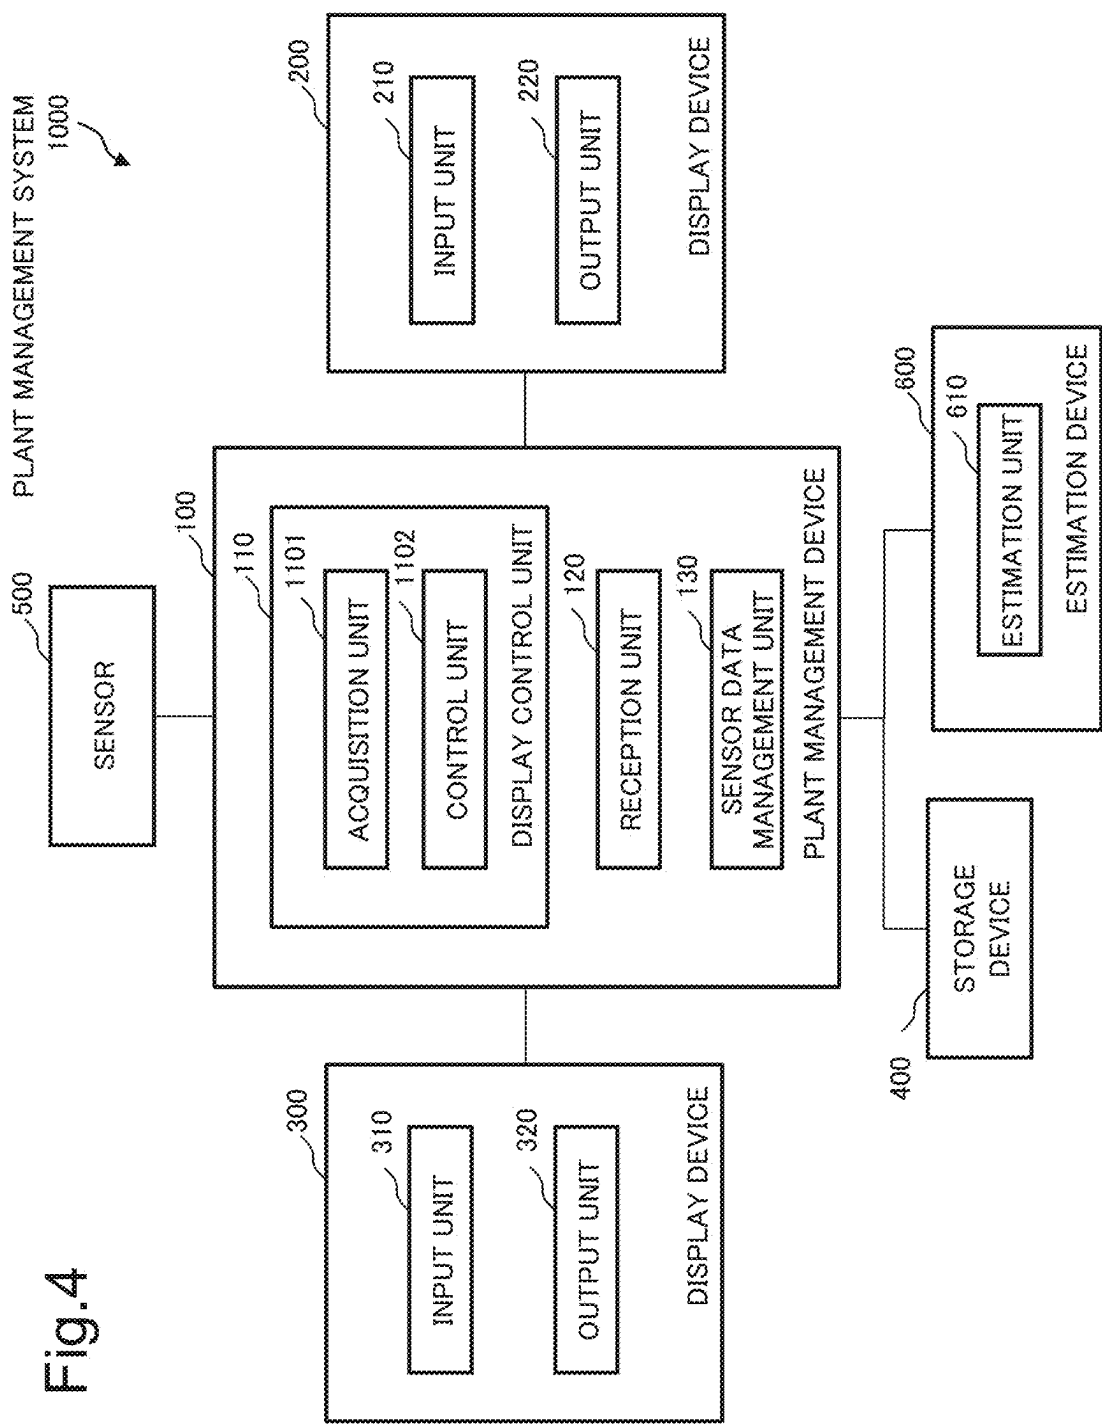 Fig.4
PLANT MANAGEMENT SYSTEM
1000
500
SENSOR
300
310
INPUT UNIT
320
OUTPUT UNIT
DISPLAY DEVICE
100
110
1101
ACQUISITION UNIT
1102
CONTROL UNIT
DISPLAY CONTROL UNIT
120
RECEPTION UNIT
130
SENSOR DATA
MANAGEMENT UNIT
PLANT MANAGEMENT DEVICE
200
210
INPUT UNIT
220
OUTPUT UNIT
DISPLAY DEVICE
400
STORAGE
DEVICE
600
610
ESTIMATION UNIT
ESTIMATION DEVICE